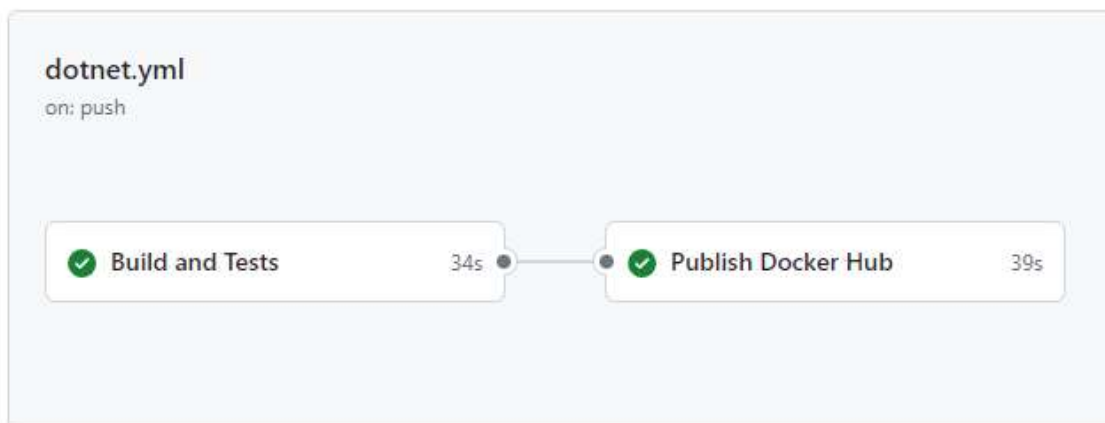 dotnet.yml
on: push
Build and Tests 34s
Publish Docker Hub 39s